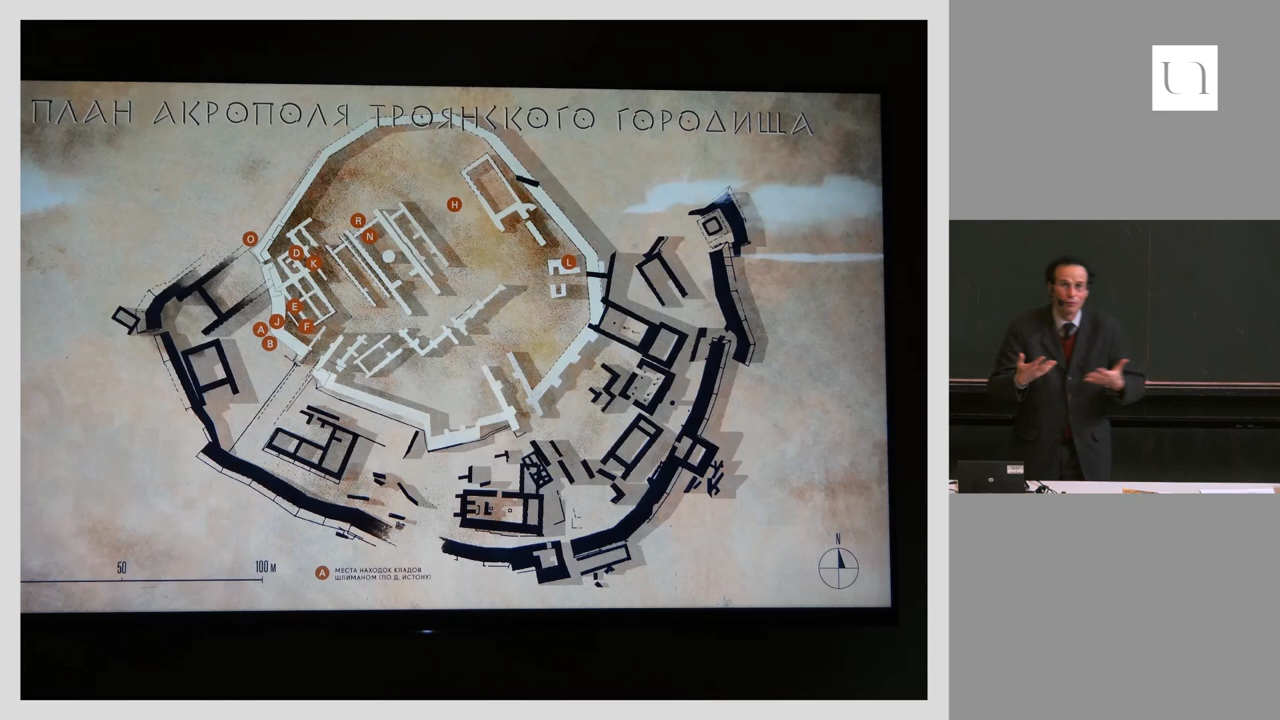 ПЛАН АКРОПОЛЯ ТРОЯНСКОГО ГОРОДИЩА
H
R
N
O
D
K
L
E
J
F
A
B
N
50
100 м
A
МЕСТА НАХОДОК КЛАДОВ
ШЛИМАНОМ (ПО Д. ИСТОНУ)